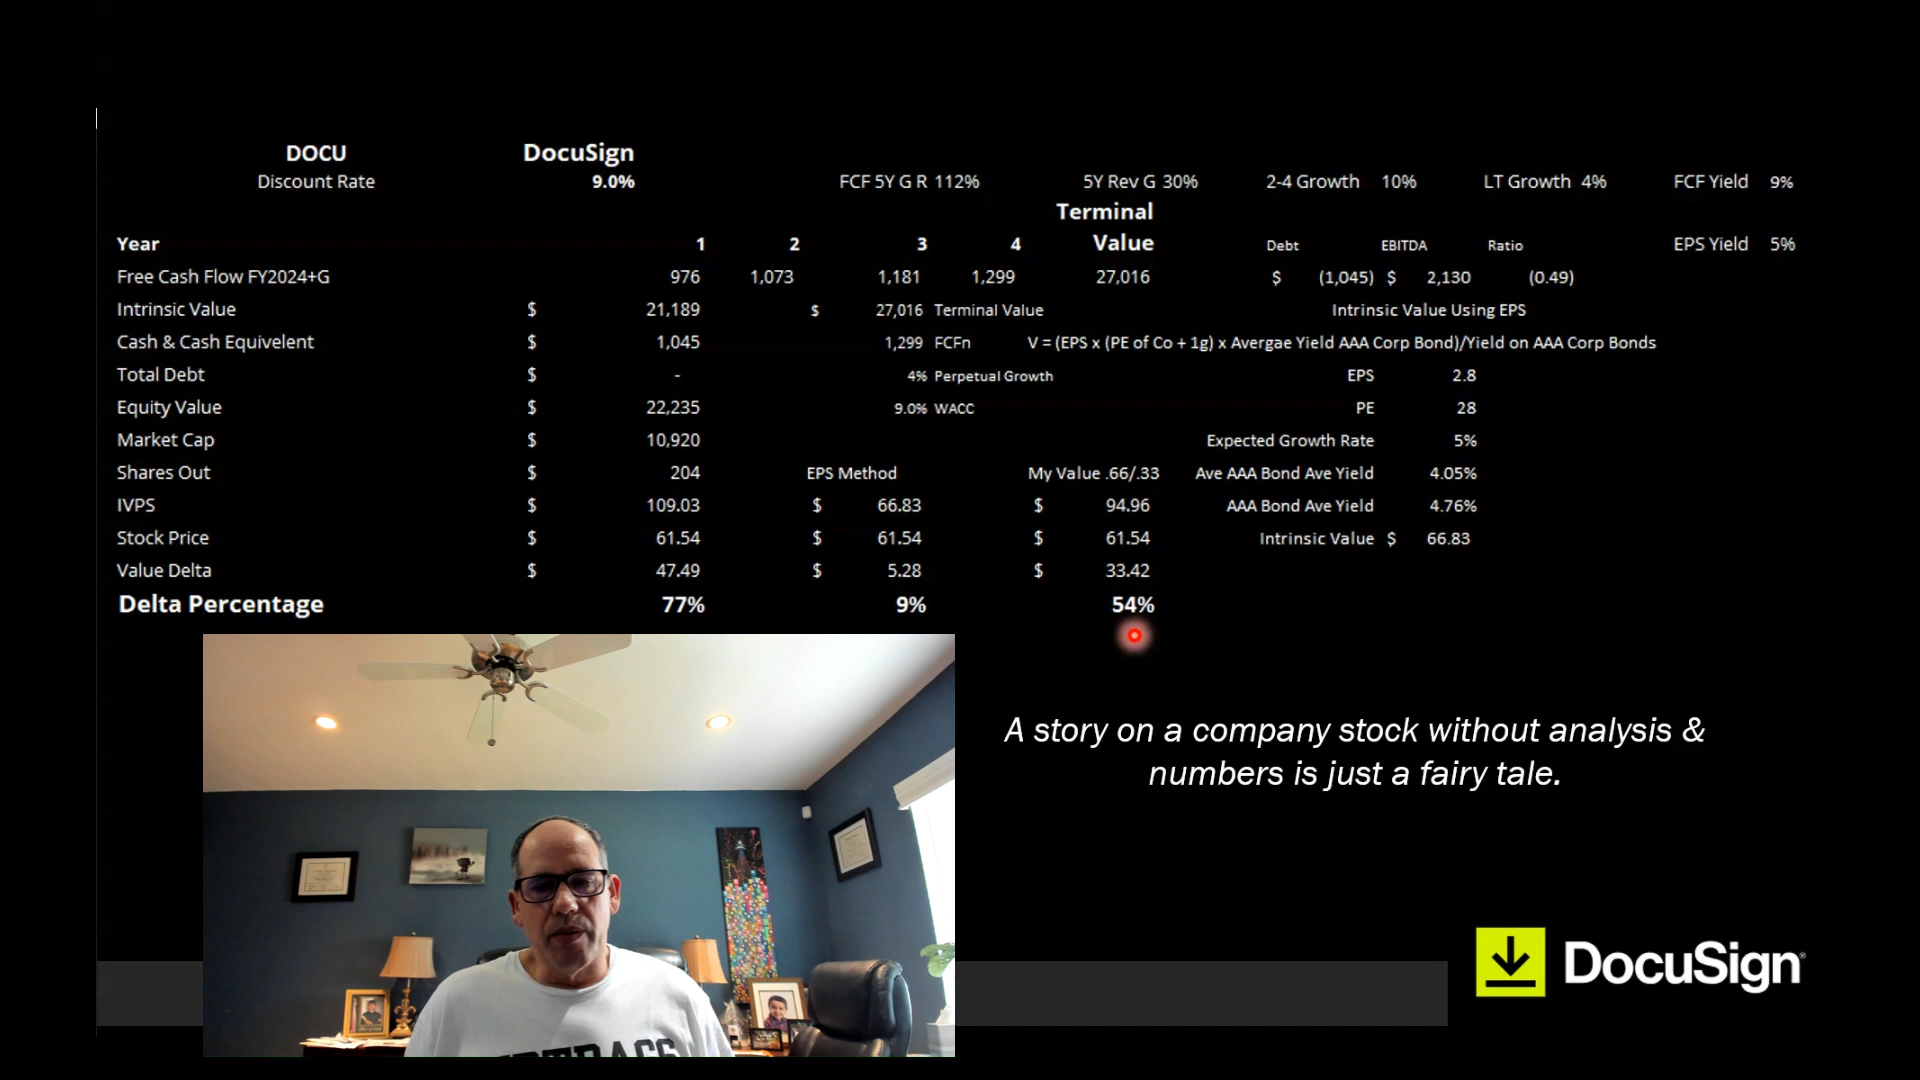 DOCU DocuSign
Discount Rate 9.0% FCF 5Y G R 112% 5Y Rev G 30% 2-4 Growth 10% LT Growth 4% FCF Yield 9%
Terminal
Year 1 2 3 4 Value Debt EBITDA Ratio EPS Yield 5%
Free Cash Flow FY2024+G 976 1,073 1,181 1,299 27,016 $ (1,045) $ 2,130 (0.49)
Intrinsic Value $ 21,189 $ 27,016 Terminal Value Intrinsic Value Using EPS
Cash & Cash Equivelent $ 1,045 1,299 FCFn V = (EPS x (PE of Co + 1g) x Avergae Yield AAA Corp Bond)/Yield on AAA Corp Bonds
Total Debt $ - 4% Perpetual Growth EPS 2.8
Equity Value $ 22,235 9.0% WACC PE 28
Market Cap $ 10,920 Expected Growth Rate 5%
Shares Out $ 204 EPS Method My Value .66/.33 Ave AAA Bond Ave Yield 4.05%
IVPS $ 109.03 $ 66.83 $ 94.96 AAA Bond Ave Yield 4.76%
Stock Price $ 61.54 $ 61.54 $ 61.54 Intrinsic Value $ 66.83
Value Delta $ 47.49 $ 5.28 $ 33.42
Delta Percentage 77% 9% 54%
A story on a company stock without analysis &
numbers is just a fairy tale.
DocuSign